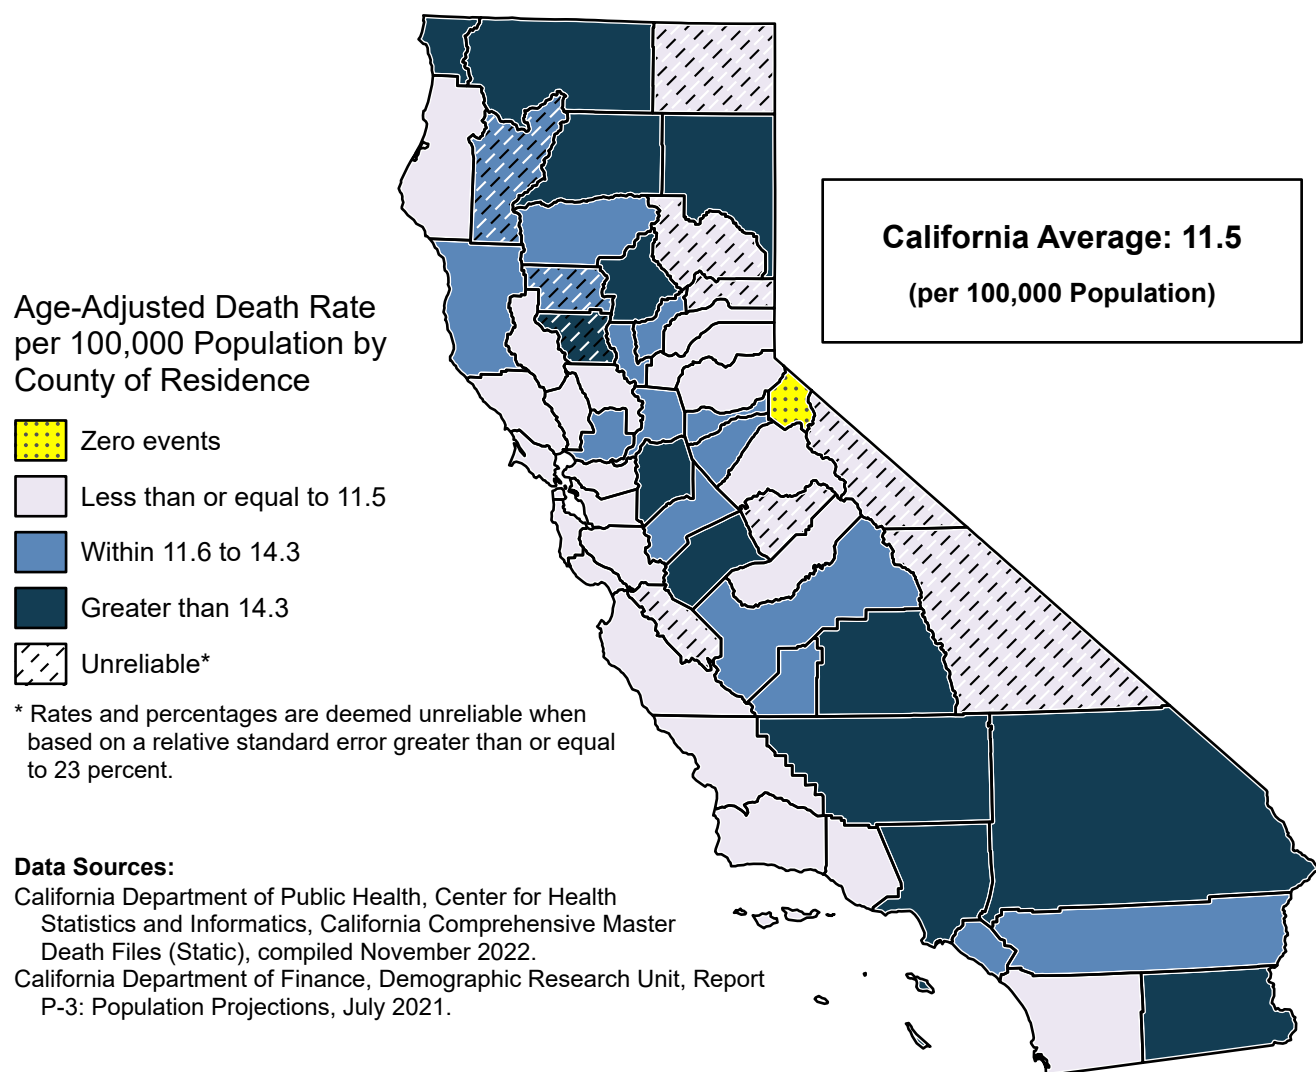 California Average: 11.5
(per 100,000 Population)
Age-Adjusted Death Rate
per 100,000 Population by
County of Residence
Zero events
Less than or equal to 11.5
Within 11.6 to 14.3
Greater than 14.3
Unreliable*
* Rates and percentages are deemed unreliable when
based on a relative standard error greater than or equal
to 23 percent.
Data Sources:
California Department of Public Health, Center for Health
Statistics and Informatics, California Comprehensive Master
Death Files (Static), compiled November 2022.
California Department of Finance, Demographic Research Unit, Report
P-3: Population Projections, July 2021.